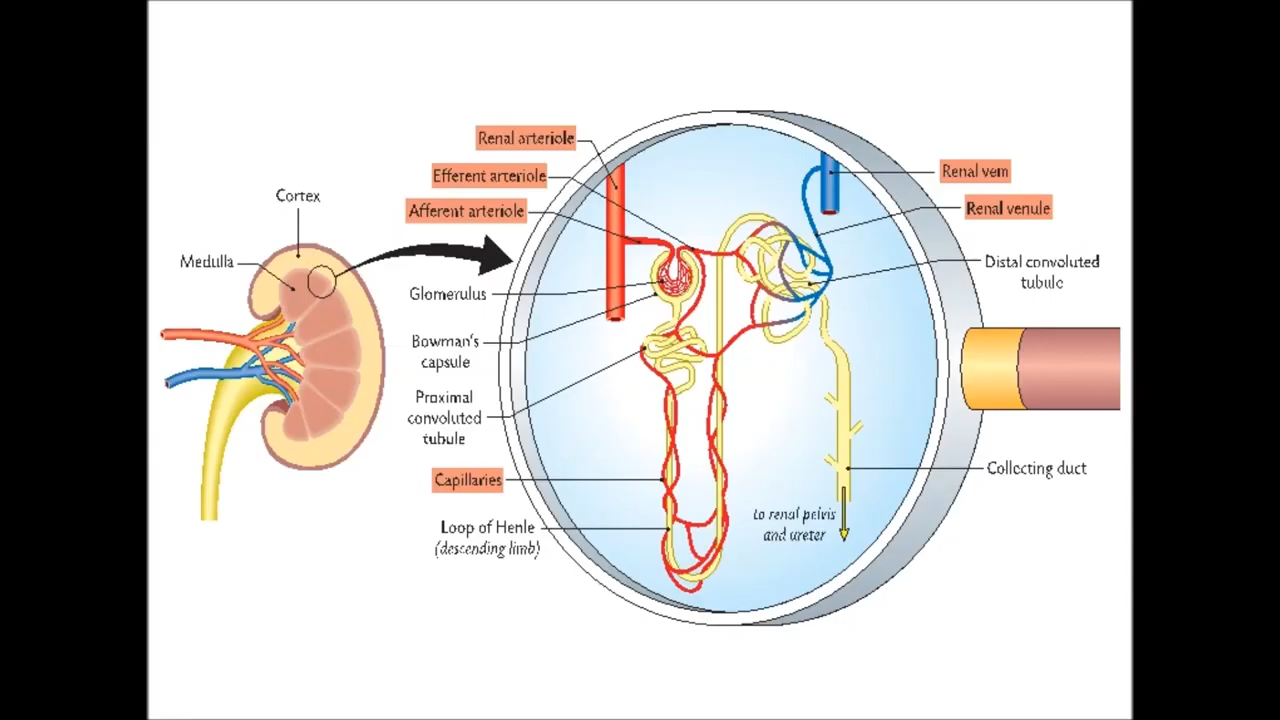 Renal arteriole
Efferent arteriole
Afferent arteriole
Cortex
Medulla
Glomerulus
Bowman's
capsule
Proximal
convoluted
tubule
Capillaries
Loop of Henle
(descending limb)
Renal vem
Renal venule
Distal convoluted
tubule
Collecting duct
to renal pelvis
and ureter